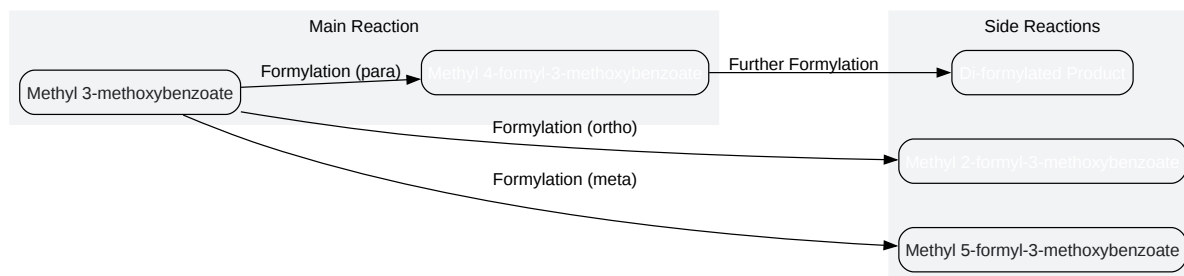 Main Reaction
Side Reactions
Methyl 3-methoxybenzoate
Formylation (para)
Methyl 4-formyl-3-methoxybenzoate
Further Formylation
Di-formylated Product
Formylation (ortho)
Methyl 2-formyl-3-methoxybenzoate
Formylation (meta)
Methyl 5-formyl-3-methoxybenzoate